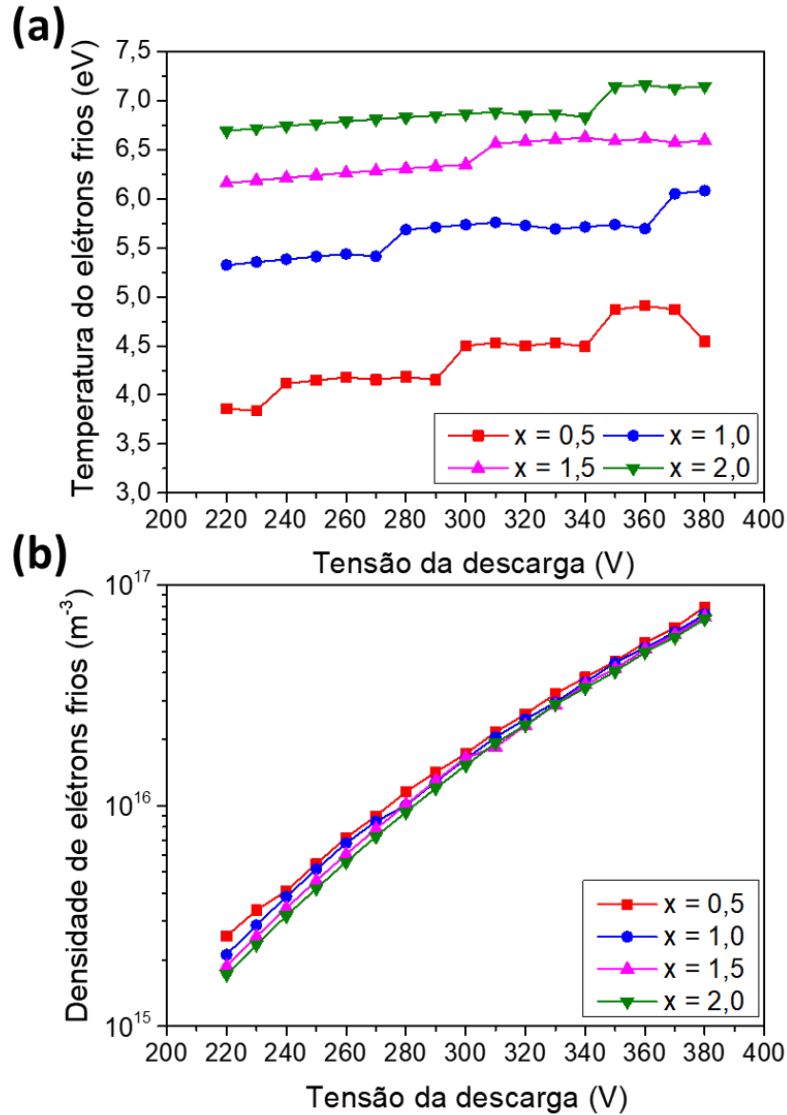 (a)
Temperatura do elétrons frios (eV)
7,5
7,0
6,5
6,0
5,5
5,0
4,5
4,0
3,5
3,0
x = 0,5 x = 1,0
x = 1,5 x = 2,0
200 220 240 260 280 300 320 340 360 380 400
Tensão da descarga (V)
(b)
Densidade de elétrons frios (m⁻³)
10¹⁷
10¹⁶
10¹⁵
x = 0,5
x = 1,0
x = 1,5
x = 2,0
200 220 240 260 280 300 320 340 360 380 400
Tensão da descarga (V)